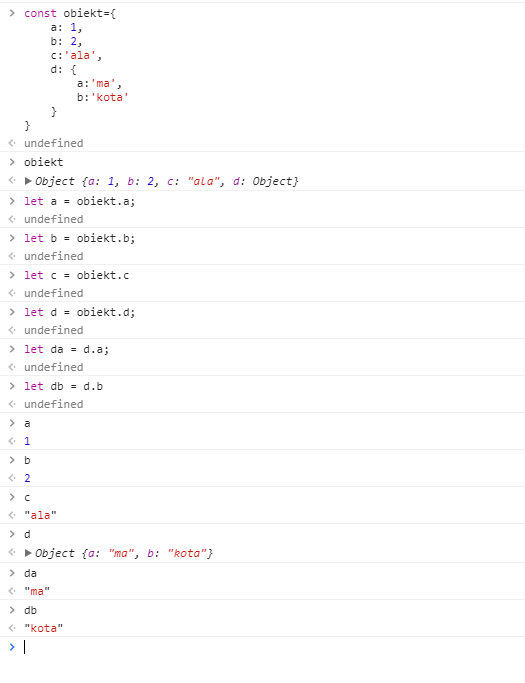 > const obiekt={
a: 1,
b: 2,
c:'ala',
d: {
a:'ma',
b:'kota'
}
}
undefined
> obiekt
▶Object {a: 1, b: 2, c: "ala", d: Object}
> let a = obiekt.a;
undefined
> let b = obiekt.b;
undefined
> let c = obiekt.c
undefined
> let d = obiekt.d;
undefined
> let da = d.a;
undefined
> let db = d.b
undefined
> a
1
> b
2
> c
"ala"
> d
▶Object {a: "ma", b: "kota"}
> da
"ma"
> db
"kota"
>